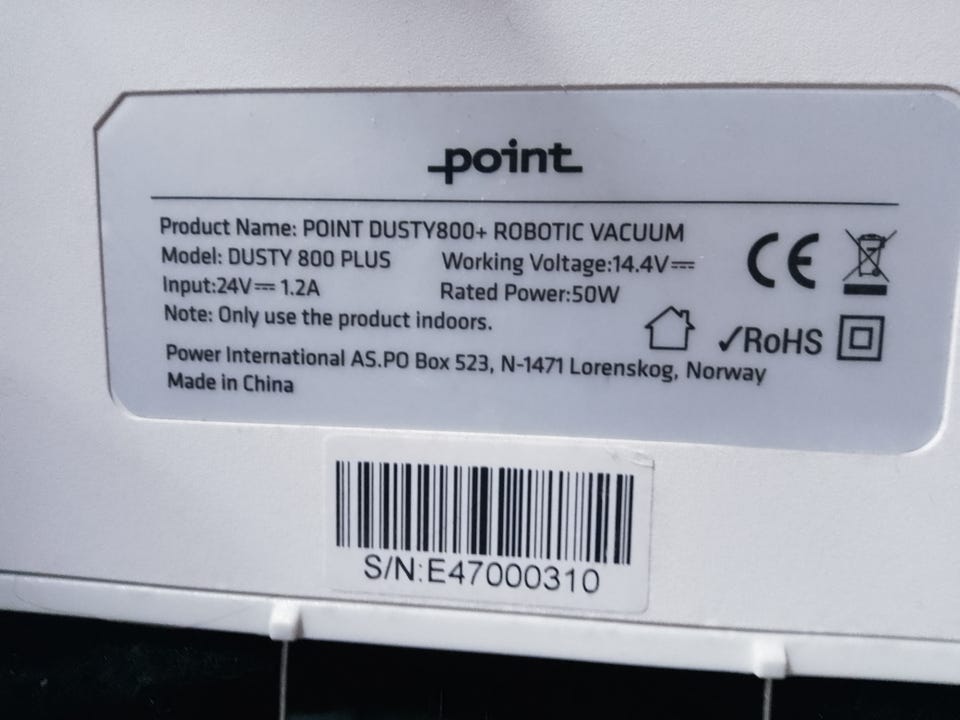 point
Product Name: POINT DUSTY800+ ROBOTIC VACUUM
Model: DUSTY 800 PLUS Working Voltage:14.4V⎓
Input:24V⎓ 1.2A Rated Power:50W
Note: Only use the product indoors.
CE
✓RoHS
Power International AS.PO Box 523, N-1471 Lorenskog, Norway
Made in China
S/N:E47000310